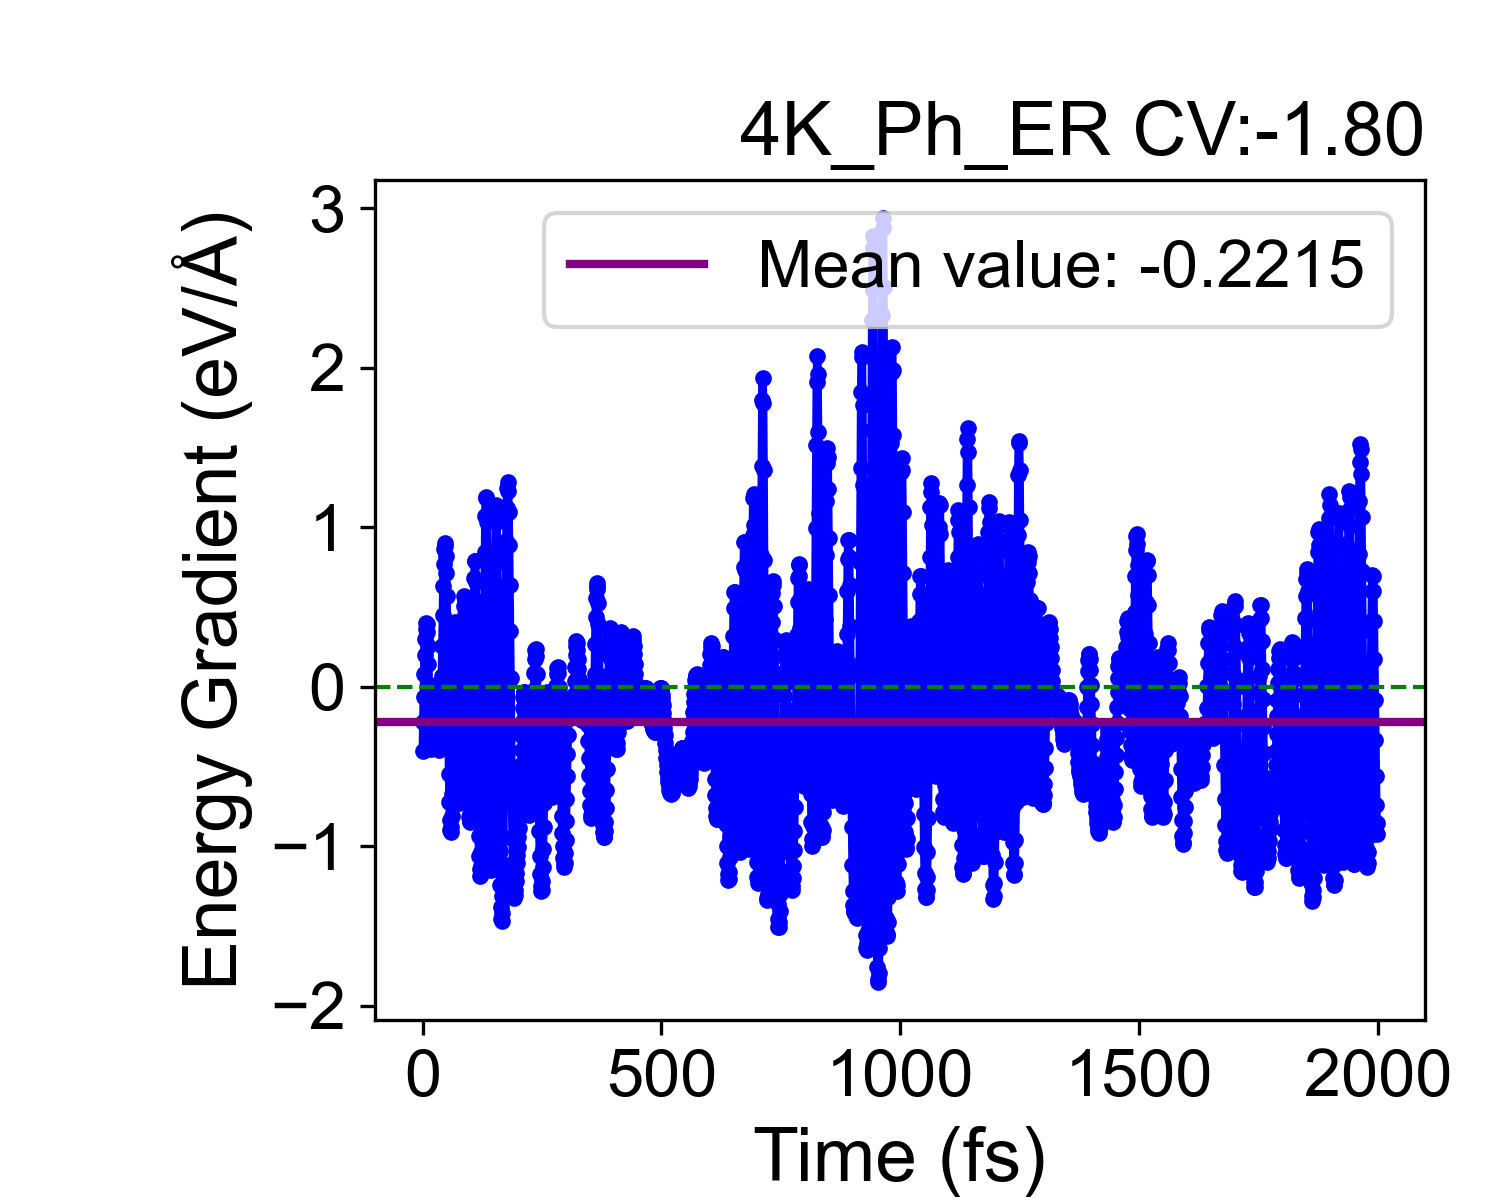 4K_Ph_ER CV:-1.80
Mean value: -0.2215
Energy Gradient (eV/Å)
3
2
1
0
−1
−2
0 500 1000 1500 2000
Time (fs)